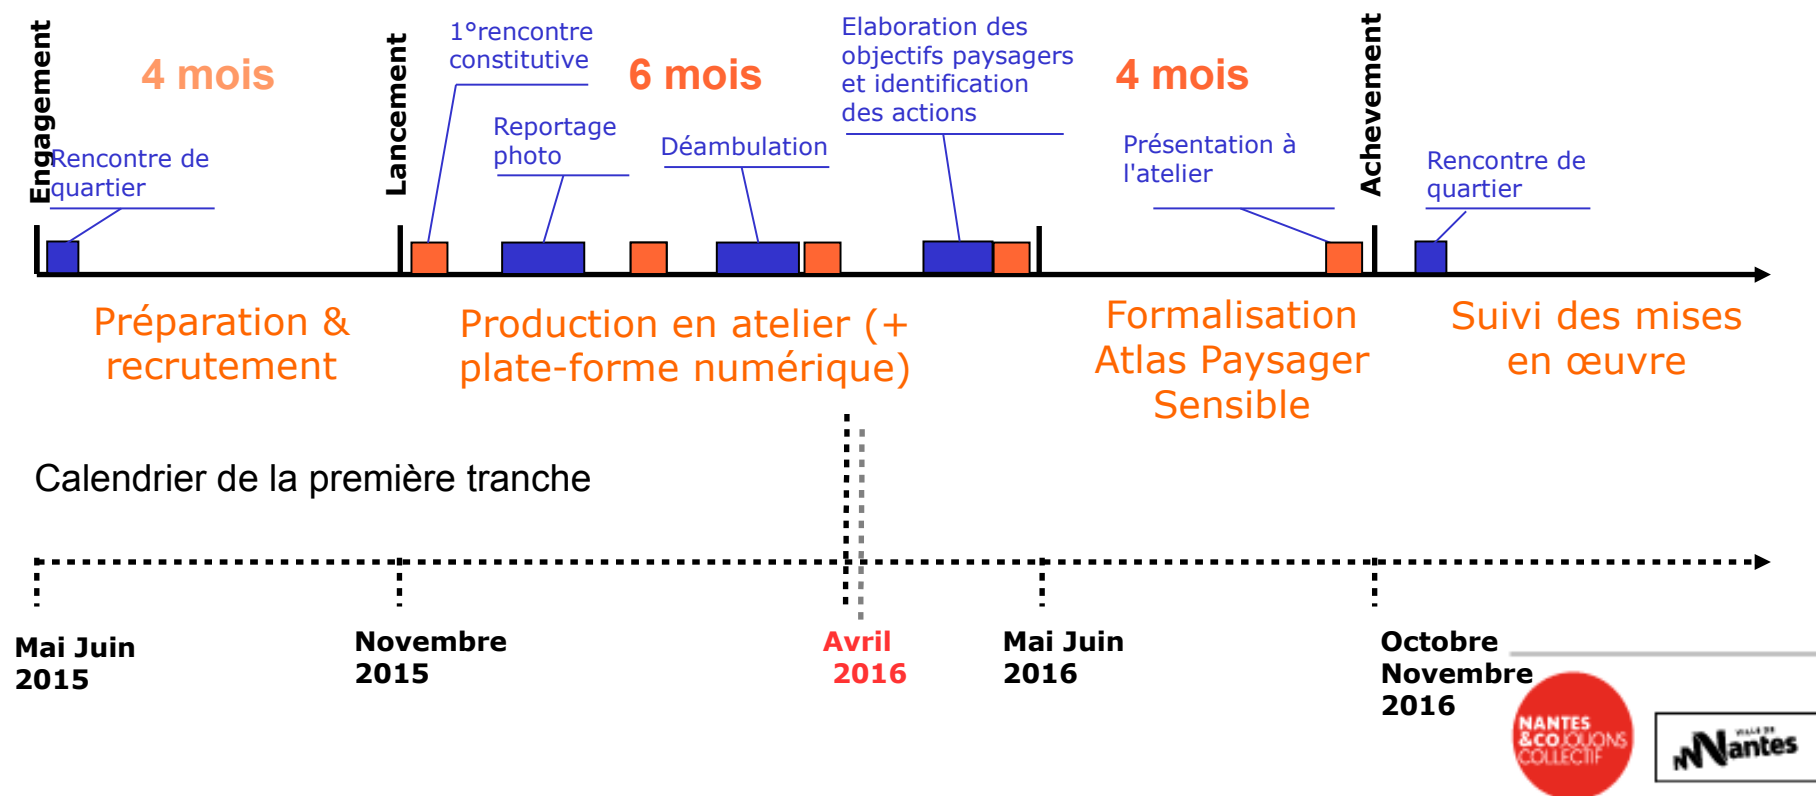 Engagement
4 mois
Rencontre de
quartier
Lancement
1°rencontre
constitutive
6 mois
Reportage
photo
Déambulation
Elaboration des
objectifs paysagers
et identification
des actions
4 mois
Présentation à
l'atelier
Achevement
Rencontre de
quartier
Préparation &
recrutement
Production en atelier (+
plate-forme numérique)
Formalisation
Atlas Paysager
Sensible
Suivi des mises
en œuvre
Calendrier de la première tranche
Mai Juin
2015
Novembre
2015
Avril
2016
Mai Juin
2016
Octobre
Novembre
2016
NANTES
&COJOUONS
COLLECTIF
VILLE DE
Nantes